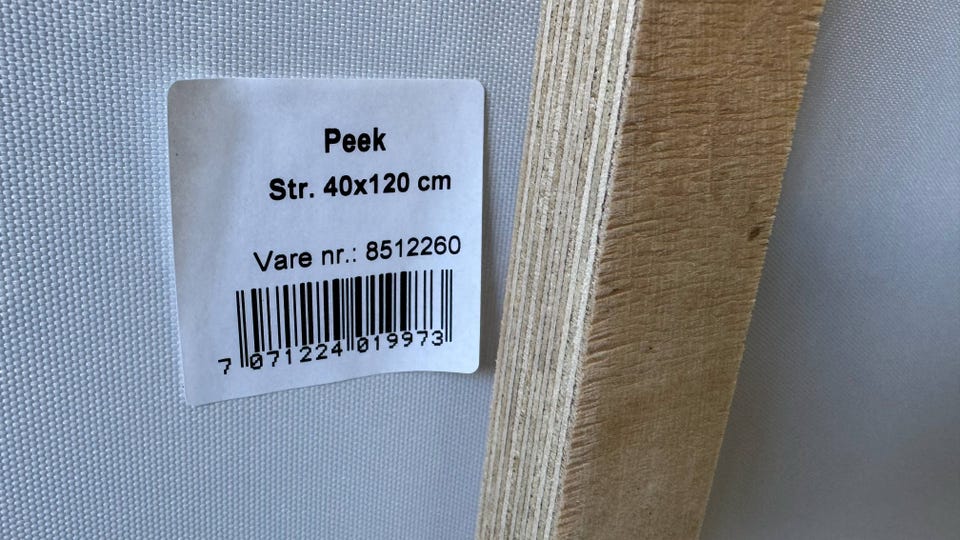 Peek
Str. 40x120 cm
Vare nr.: 8512260
7 071224 019973